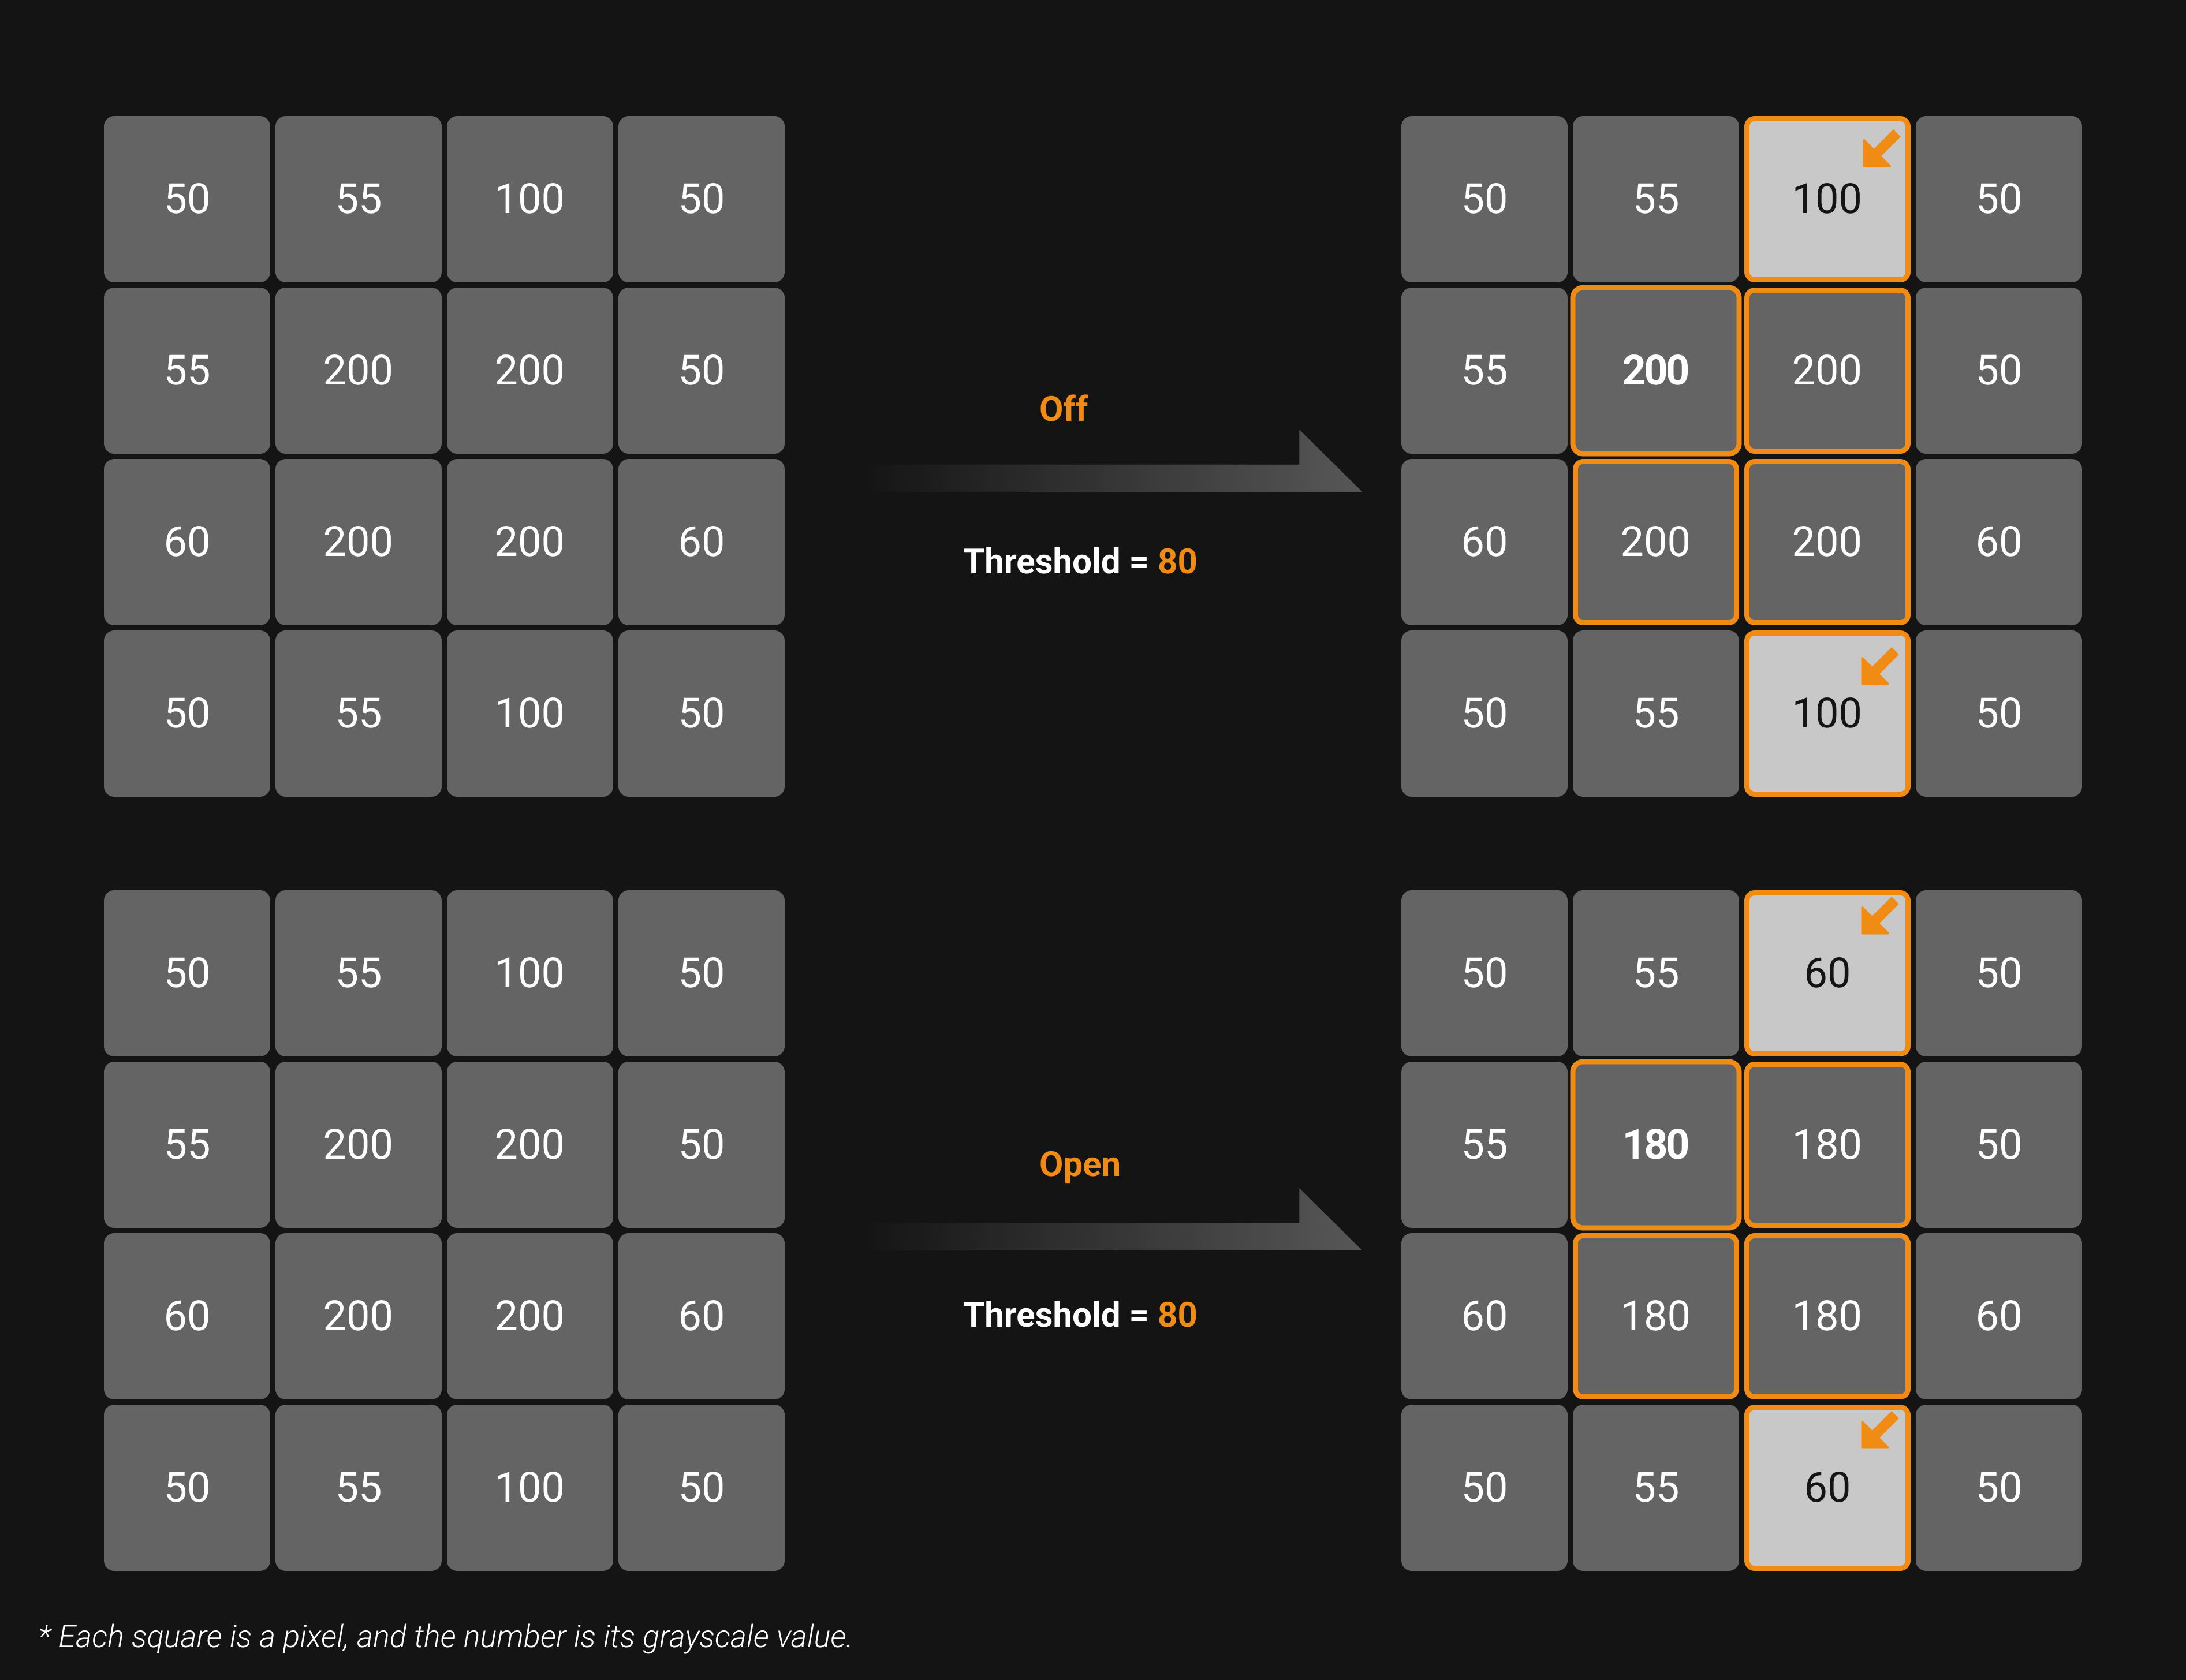 50 55 100 50 50 55 100 50
55 200 200 50 55 200 200 50
Off
60 200 200 60 60 200 200 60
Threshold = 80
50 55 100 50 50 55 100 50
50 55 100 50 50 55 60 50
55 200 200 50 55 180 180 50
Open
60 200 200 60 60 180 180 60
Threshold = 80
50 55 100 50 50 55 60 50
* Each square is a pixel, and the number is its grayscale value.